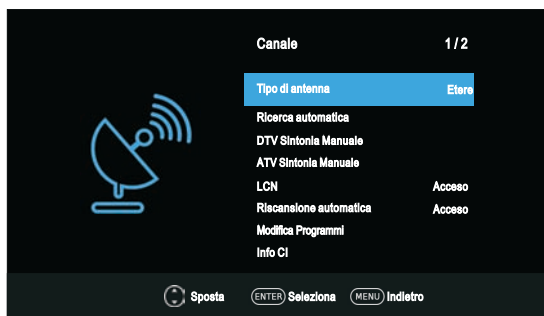 Canale 1/2
Tipo di antenna Etere
Ricerca automatica
DTV Sintonia Manuale
ATV Sintonia Manuale
LCN Acceso
Riscansione automatica Acceso
Modifica Programmi
Info CI
Sposta ENTER Seleziona MENU Indietro